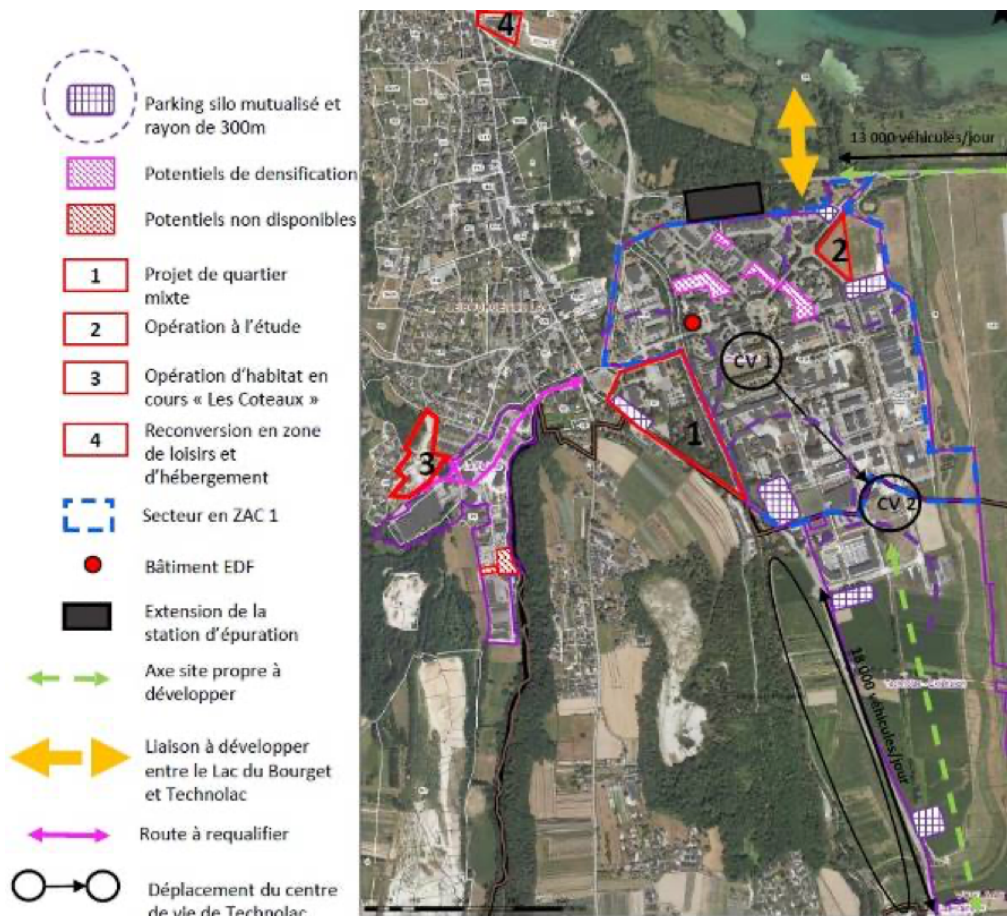 Parking silo mutualisé et
rayon de 300m
Potentiels de densification
Potentiels non disponibles
1
Projet de quartier
mixte
2
Opération à l'étude
3
Opération d'habitat en
cours « Les Coteaux »
4
Reconversion en zone
de loisirs et
d'hébergement
Secteur en ZAC 1
Bâtiment EDF
Extension de la
station d'épuration
Axe site propre à
développer
Liaison à développer
entre le Lac du Bourget
et Technolac
Route à requalifier
Déplacement du centre
de vie de Technolac
4
13 000 véhicules/jour
2
CV 1
1
3
CV 2
18 000 véhicules/jour